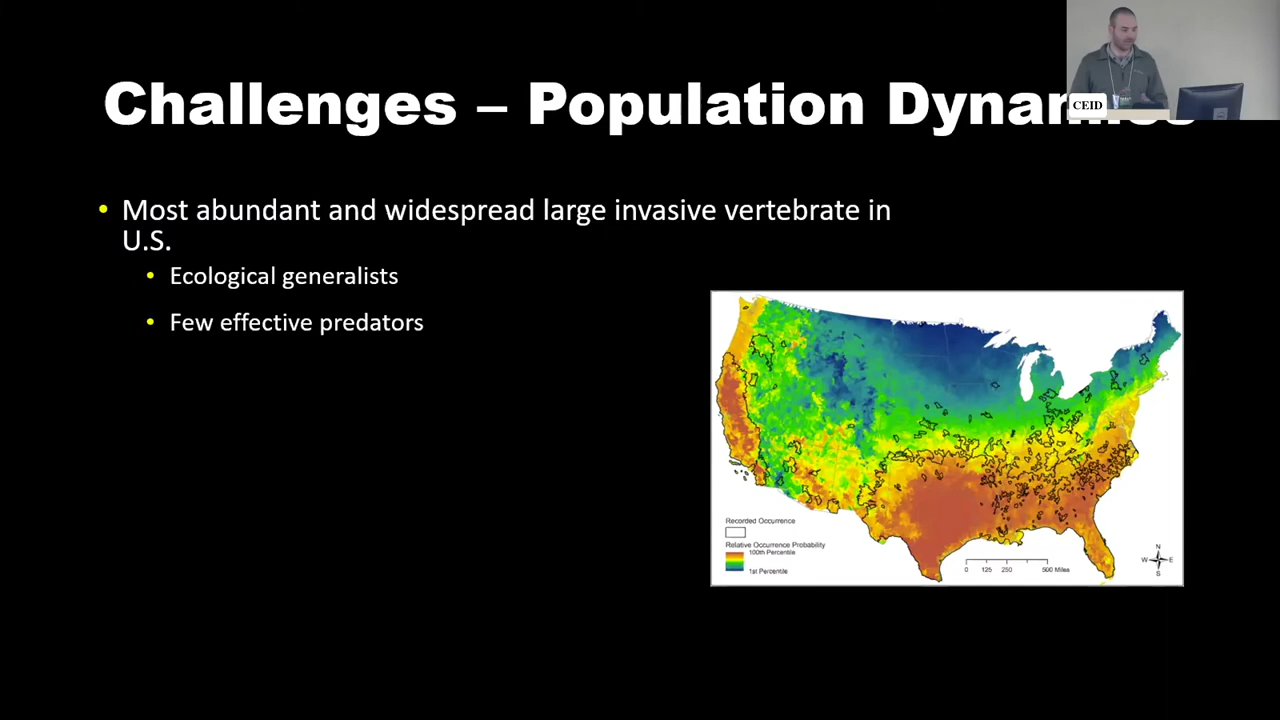 Challenges – Population Dynamics
CEID
• Most abundant and widespread large invasive vertebrate in
U.S.
• Ecological generalists
• Few effective predators
Recorded Occurrence
Relative Occurrence Probability
100th Percentile
1st Percentile
0 125 250 500 Miles
N
W E
S